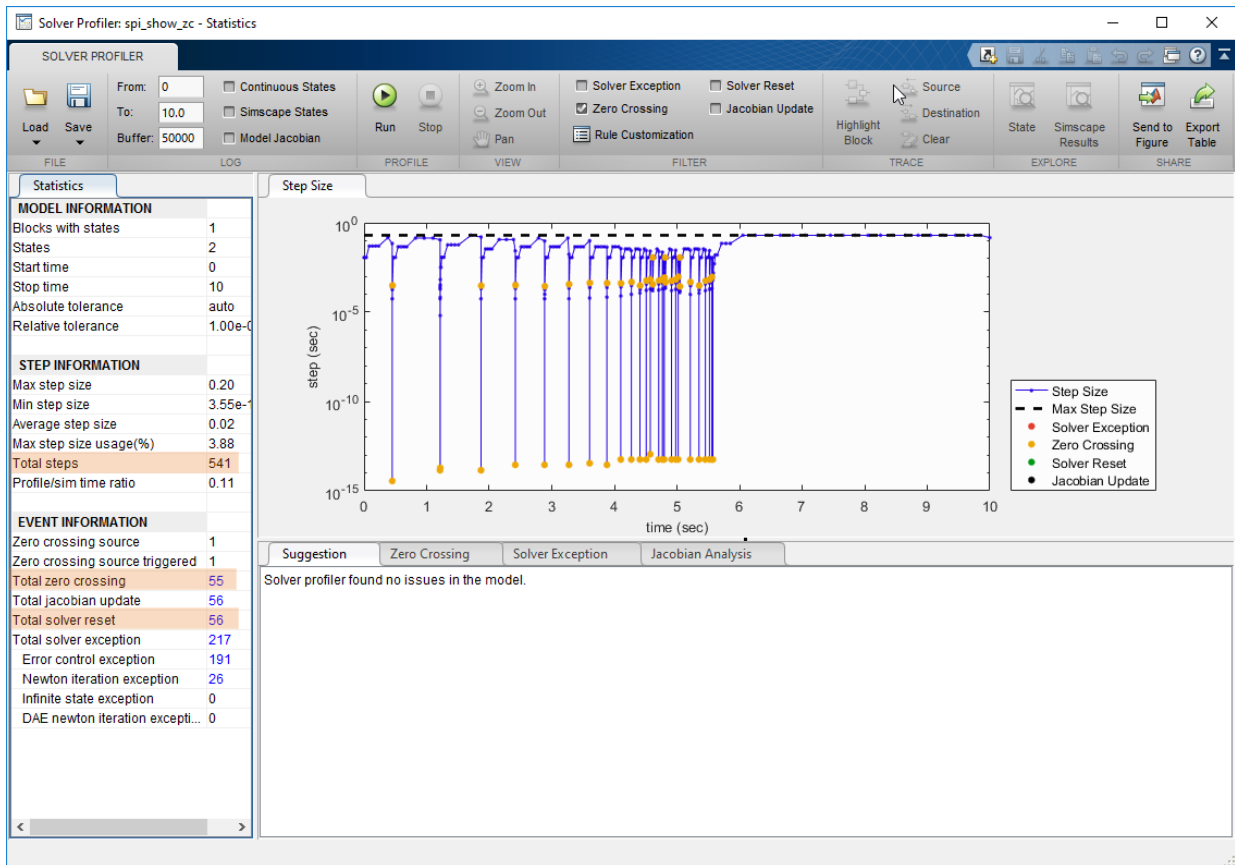 Solver Profiler: spi_show_zc - Statistics
SOLVER PROFILER
Load
Save
From: 0
To: 10.0
Buffer: 50000
Continuous States
Simscape States
Model Jacobian
Run
Stop
Zoom In
Zoom Out
Pan
Solver Exception
Solver Reset
Zero Crossing
Jacobian Update
Rule Customization
Highlight
Block
Source
Destination
Clear
State
Simscape
Results
Send to
Figure
Export
Table
FILE
LOG
PROFILE
VIEW
FILTER
TRACE
EXPLORE
SHARE
Statistics
MODEL INFORMATION
Blocks with states 1
States 2
Start time 0
Stop time 10
Absolute tolerance auto
Relative tolerance 1.00e-0
STEP INFORMATION
Max step size 0.20
Min step size 3.55e-1
Average step size 0.02
Max step size usage(%) 3.88
Total steps 541
Profile/sim time ratio 0.11
EVENT INFORMATION
Zero crossing source 1
Zero crossing source triggered 1
Total zero crossing 55
Total jacobian update 56
Total solver reset 56
Total solver exception 217
Error control exception 191
Newton iteration exception 26
Infinite state exception 0
DAE newton iteration excepti... 0
Step Size
10^0
10^-5
10^-10
10^-15
step (sec)
0 1 2 3 4 5 6 7 8 9 10
time (sec)
Step Size
Max Step Size
Solver Exception
Zero Crossing
Solver Reset
Jacobian Update
Suggestion
Zero Crossing
Solver Exception
Jacobian Analysis
Solver profiler found no issues in the model.